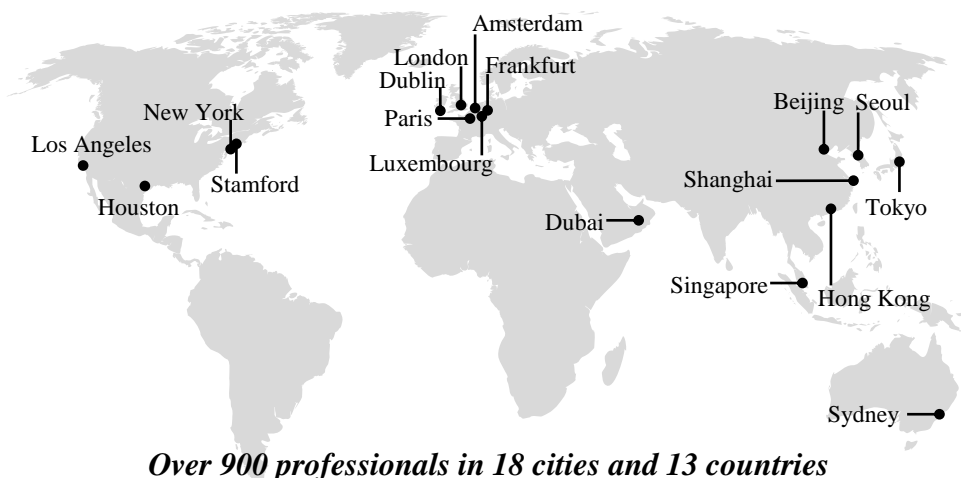 Amsterdam
London
Frankfurt
Dublin
New York
Paris
Beijing
Seoul
Los Angeles
Luxembourg
Stamford
Shanghai
Houston
Dubai
Tokyo
Singapore
Hong Kong
Sydney
Over 900 professionals in 18 cities and 13 countries